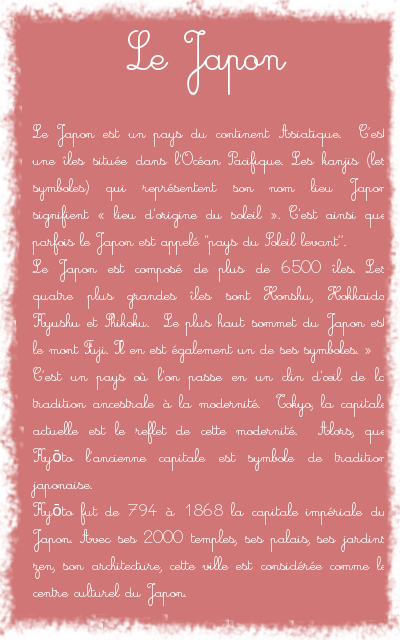 Le Japon
Le Japon est un pays du continent Asiatique. C'est
une îles située dans l'Océan Pacifique. Les kanjis (les
symboles) qui représentent son nom lieu Japon
signifient « lieu d'origine du soleil ». C'est ainsi que
parfois le Japon est appelé "pays du Soleil levant".
Le Japon est composé de plus de 6500 îles. Les
quatre plus grandes îles sont Honshu, Hokkaido
Kyushu et Shikoku. Le plus haut sommet du Japon est
le mont Fuji. Il en est également un de ses symboles. »
C'est un pays où l'on passe en un clin d'œil de la
tradition ancestrale à la modernité. Tokyo, la capitale
actuelle est le reflet de cette modernité. Alors, que
Kyōto l'ancienne capitale est symbole de tradition
japonaise.
Kyōto fut de 794 à 1868 la capitale impériale du
Japon. Avec ses 2000 temples, ses palais, ses jardins
zen, son architecture, cette ville est considérée comme le
centre culturel du Japon.